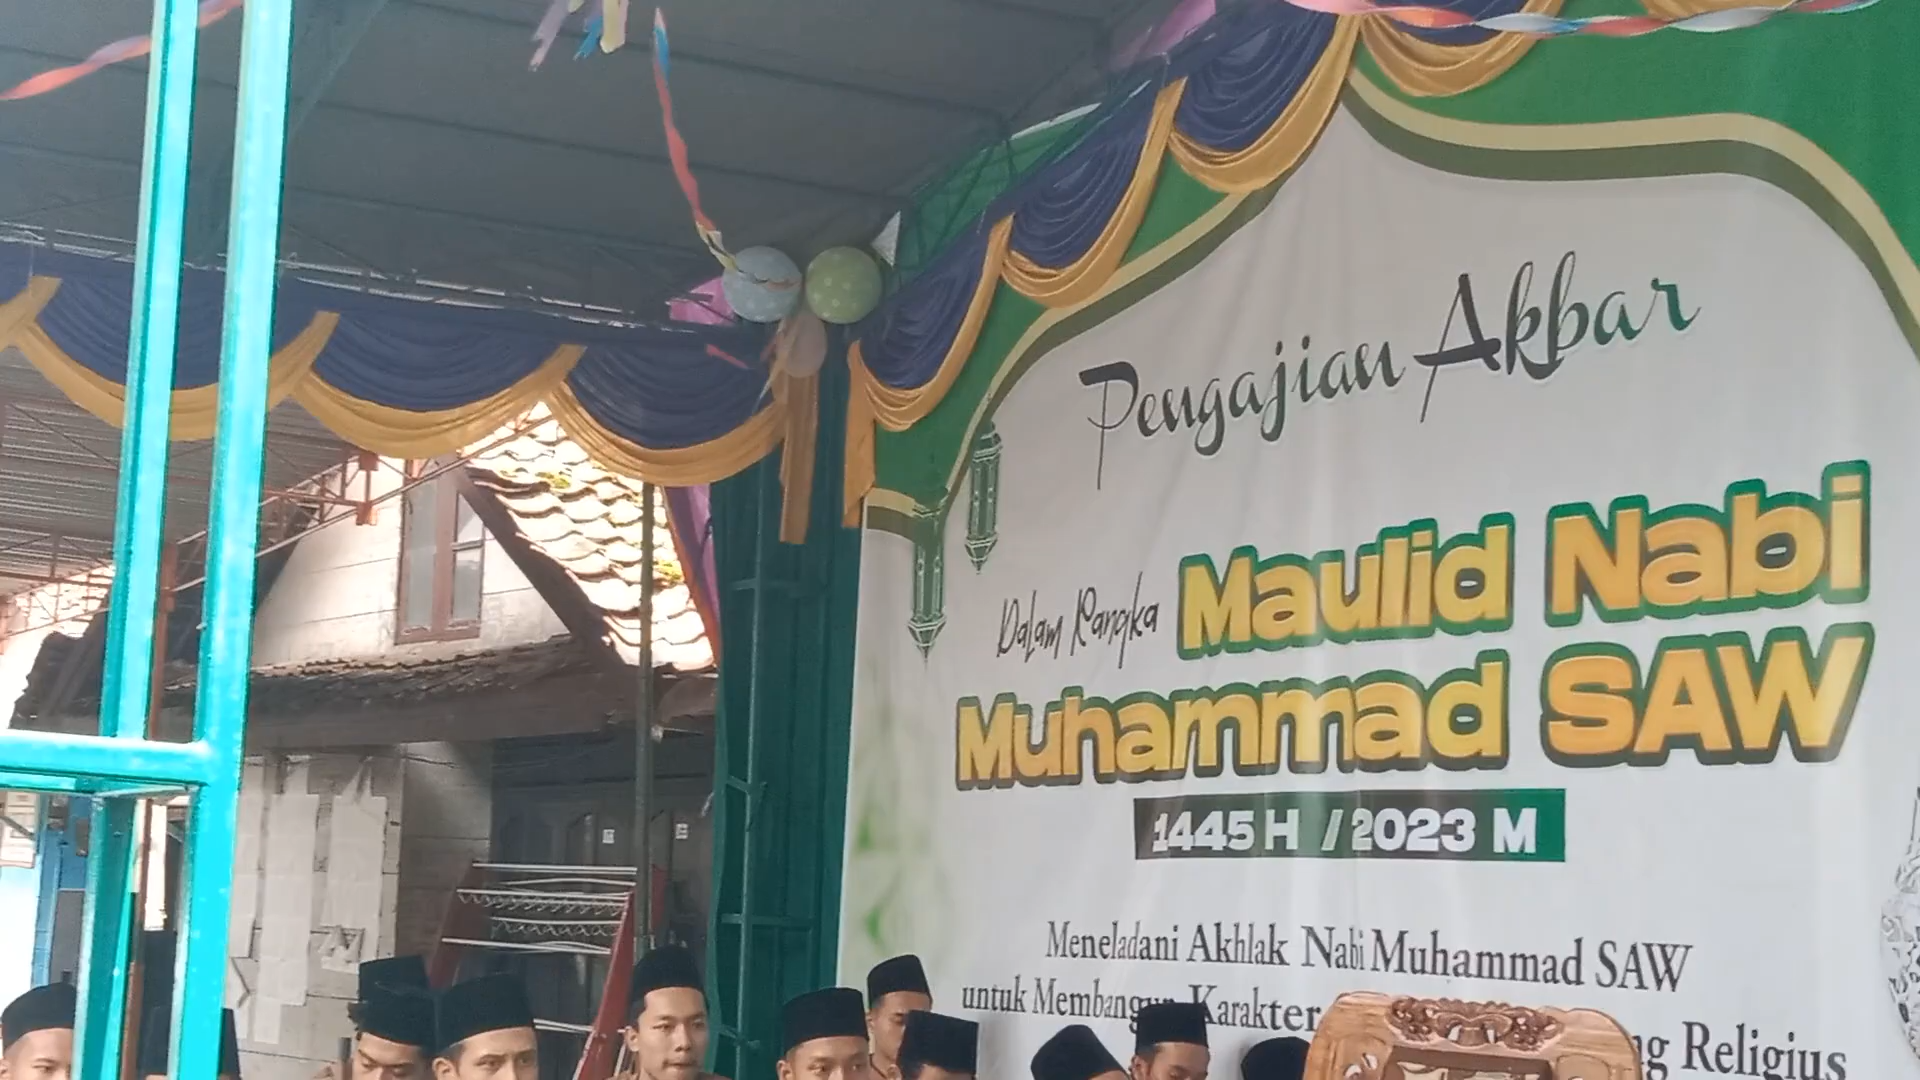 Pengajian Akbar
Dalam Rangka Maulid Nabi
Muhammad SAW
1445 H / 2023 M
Meneladani Akhlak Nabi Muhammad SAW
untuk Membangun Karakter
Religius